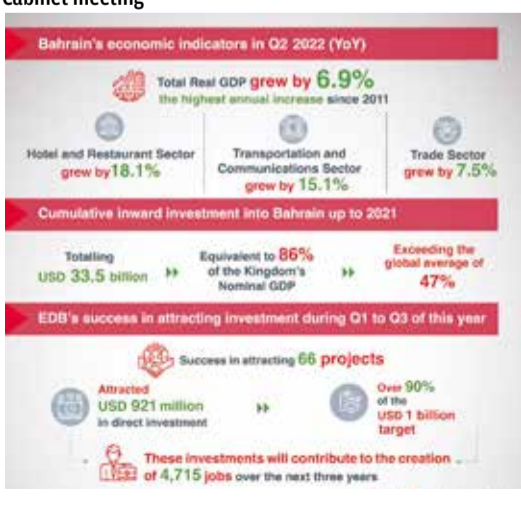 Cabinet meeting
Bahrain's economic indicators in Q2 2022 (YoY)
Total Real GDP grew by 6.9%
the highest annual increase since 2011
Hotel and Restaurant Sector
grew by 18.1%
Transportation and
Communications Sector
grew by 15.1%
Trade Sector
grew by 7.5%
Cumulative inward investment into Bahrain up to 2021
Totalling
USD 33.5 billion
Equivalent to 86%
of the Kingdom's
Nominal GDP
Exceeding the
global average of
47%
EDB's success in attracting investment during Q1 to Q3 of this year
Success in attracting 66 projects
Attracted
USD 921 million
in direct investment
Over 90%
of the
USD 1 billion
target
These investments will contribute to the creation
of 4,715 jobs over the next three years